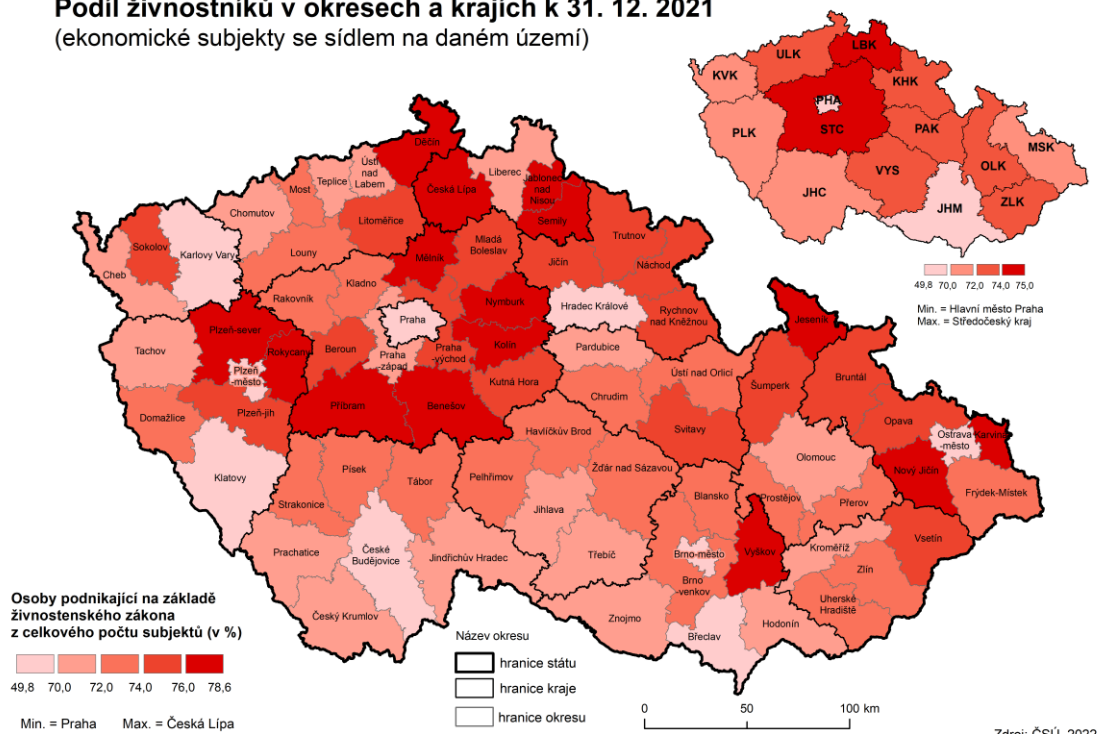 Podíl živnostníků v okresech a krajích k 31. 12. 2021
(ekonomické subjekty se sídlem na daném území)
LBK
ULK
KVK
KHK
PHA
STC
PLK
PAK
MSK
VYS
OLK
JHC
ZLK
JHM
49,8 70,0 72,0 74,0 75,0
Min. = Hlavní město Praha
Max. = Středočeský kraj
Děčín
Ústí
nad
Labem
Teplice
Liberec
Jablonec
nad
Nisou
Most
Česká Lípa
Chomutov
Litoměřice
Semily
Trutnov
Sokolov
Karlovy Vary
Louny
Mladá
Boleslav
Mělník
Jičín
Náchod
Cheb
Kladno
Rakovník
Nymburk
Hradec Králové
Rychnov
nad Kněžnou
Praha
Jeseník
Plzeň-sever
Tachov
Rokycany
Beroun
Praha
-západ
Praha
-východ
Kolín
Pardubice
Plzeň
-město
Kutná Hora
Ústí nad Orlicí
Šumperk
Bruntál
Chrudim
Příbram
Benešov
Domažlice
Plzeň-jih
Opava
Svitavy
Havlíčkův Brod
Ostrava
-město
Karviná
Olomouc
Klatovy
Písek
Tábor
Pelhřimov
Žďár nad Sázavou
Nový Jičín
Frýdek-Místek
Blansko
Prostějov
Přerov
Strakonice
Jihlava
Vsetín
Prachatice
České
Budějovice
Jindřichův Hradec
Třebíč
Brno-město
Vyškov
Kroměříž
Zlín
Brno
-venkov
Uherské
Hradiště
Český Krumlov
Znojmo
Břeclav
Hodonín
Osoby podnikající na základě
živnostenského zákona
z celkového počtu subjektů (v %)
49,8 70,0 72,0 74,0 76,0 78,6
Min. = Praha Max. = Česká Lípa
Název okresu
hranice státu
hranice kraje
hranice okresu
0 50 100 km
Zdroj: ČSÚ, 2022